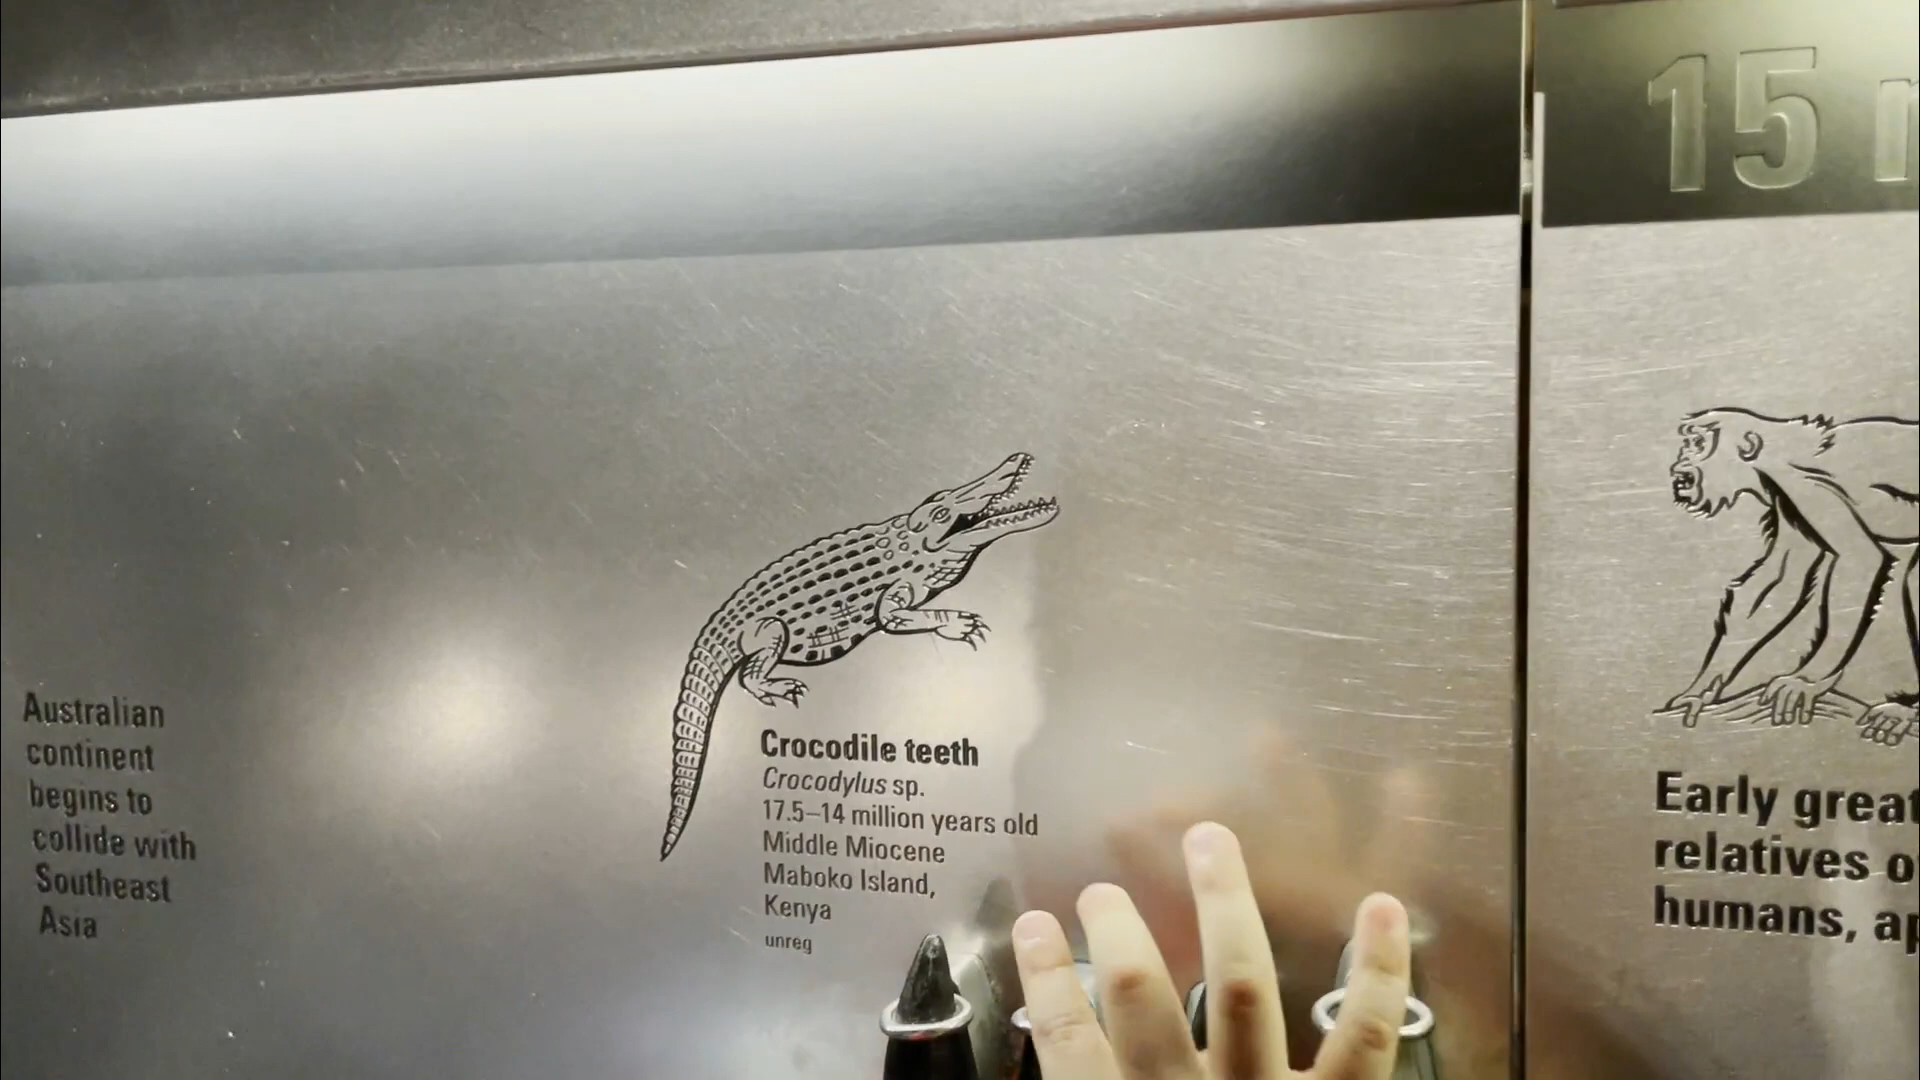 15
Australian
continent
begins to
collide with
Southeast
Asia
Crocodile teeth
Crocodylus sp.
17.5–14 million years old
Middle Miocene
Maboko Island,
Kenya
unreg
Early great
relatives
humans,